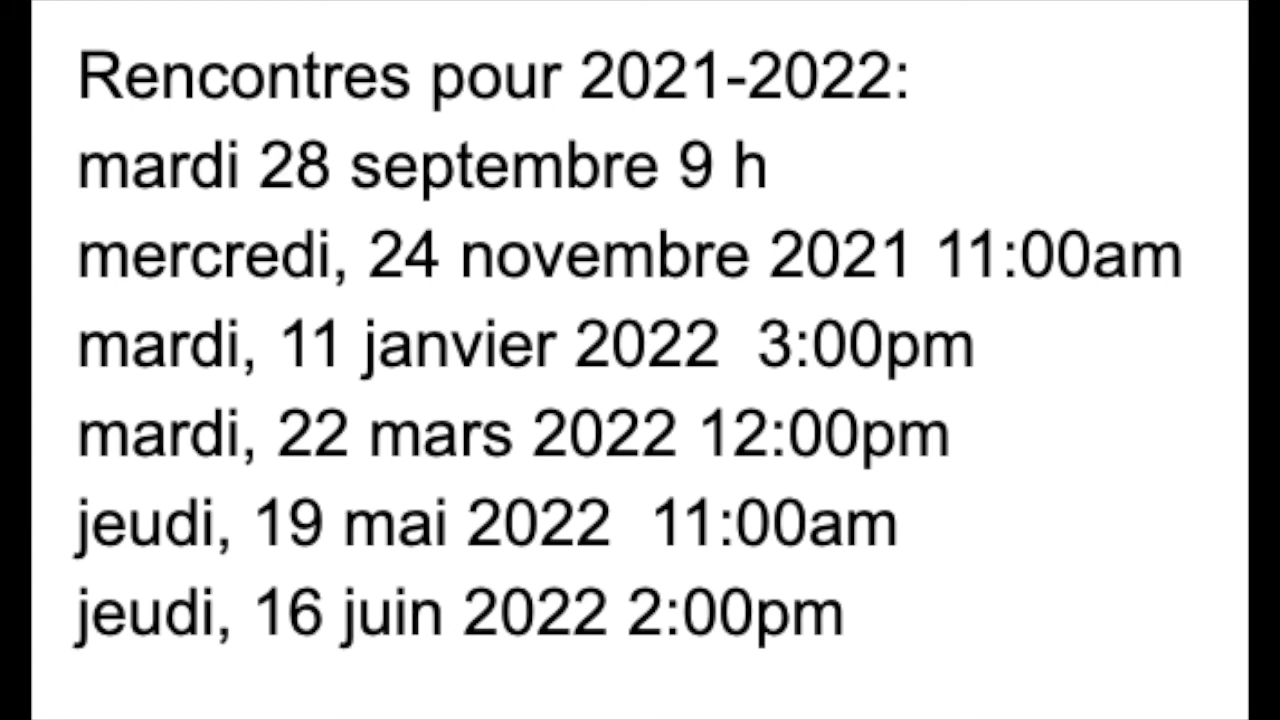 Rencontres pour 2021-2022:
mardi 28 septembre 9 h
mercredi, 24 novembre 2021 11:00am
mardi, 11 janvier 2022  3:00pm
mardi, 22 mars 2022 12:00pm
jeudi, 19 mai 2022  11:00am
jeudi, 16 juin 2022 2:00pm